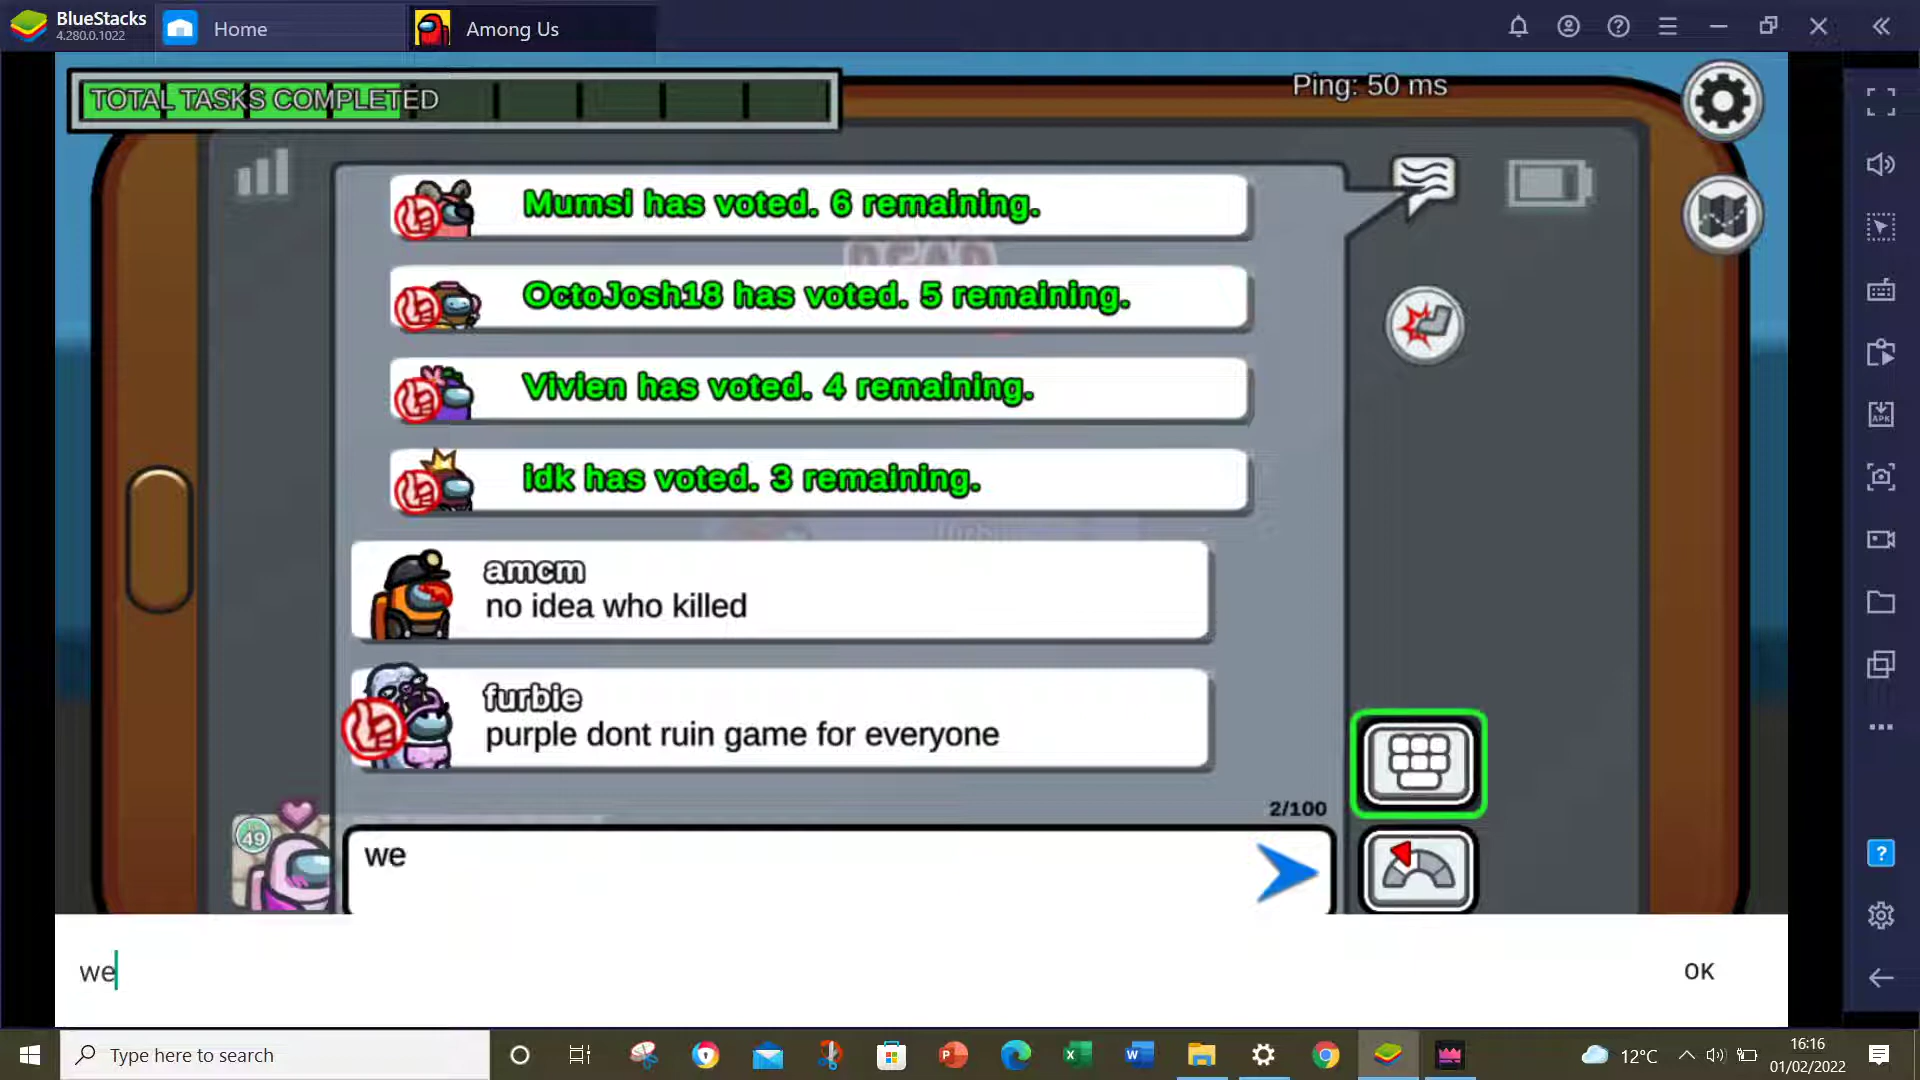 BlueStacks
4.280.0.1022
Home
Among Us
TOTAL TASKS COMPLETED
Ping: 50 ms
Mumsi has voted. 6 remaining.
DEAD
OctoJosh18 has voted. 5 remaining.
Vivien has voted. 4 remaining.
idk has voted. 3 remaining.
furbie
amcm
no idea who killed
furbie
purple dont ruin game for everyone
2/100
49
we
we
OK
APK
Type here to search
12°C
16:16
01/02/2022